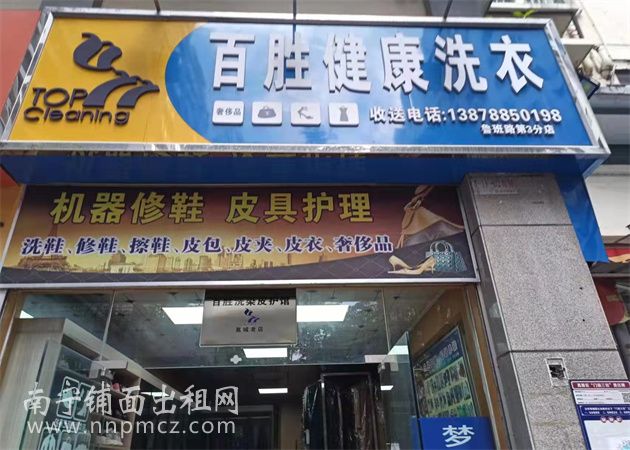 TOP
Cleaning
百胜健康洗衣
奢侈品
收送电话:13878850198
鲁班路第3分店
机器修鞋 皮具护理
洗鞋、修鞋、擦鞋、皮包、皮夹、皮衣、奢侈品
百胜洗染皮护馆
梦
南宁铺面出租网
www.nnpmcz.com